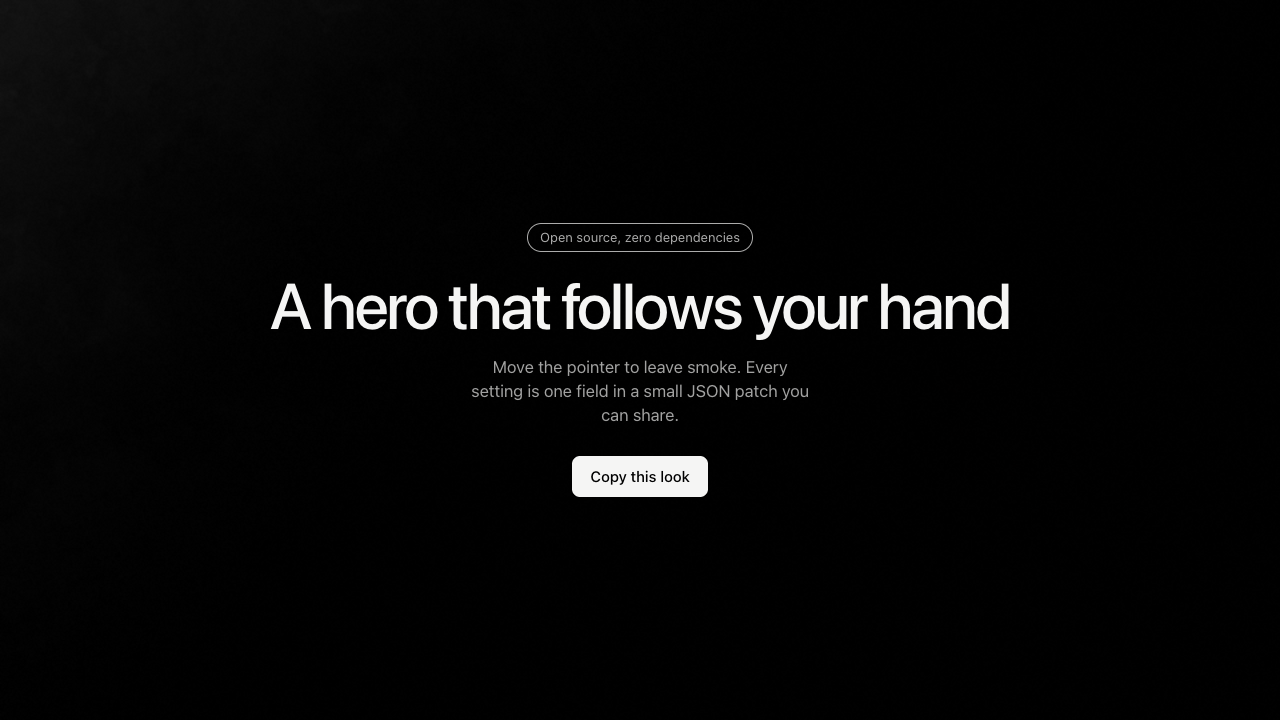 Open source, zero dependencies
A hero that follows your hand
Move the pointer to leave smoke. Every
setting is one field in a small JSON patch you
can share.
Copy this look